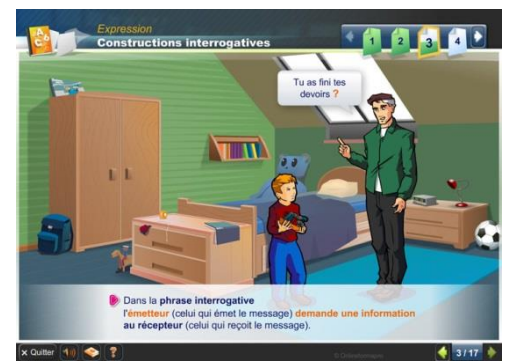 Expression
Constructions interrogatives
1 2 3 4
Tu as fini tes
devoirs ?
Dans la phrase interrogative
l'émetteur (celui qui émet le message) demande une information
au récepteur (celui qui reçoit le message).
x Quitter
?
3 / 17